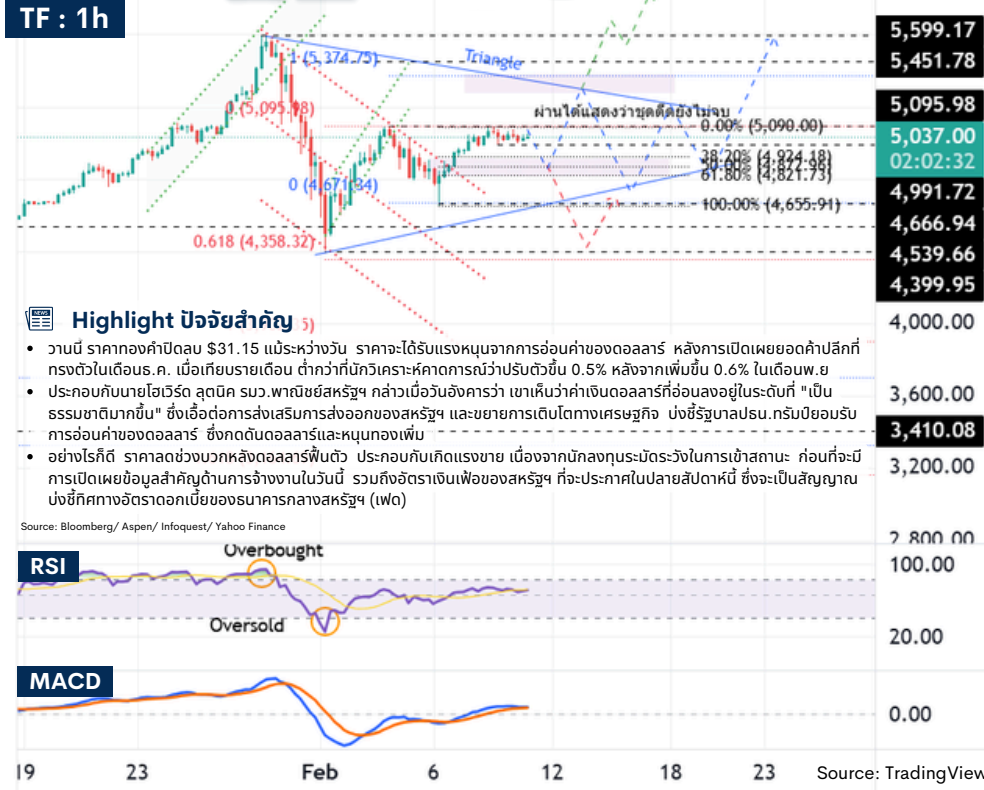 TF : 1h
5,599.17
1 (5,374.75)
Triangle
5,451.78
0 (5,095.98)
5,095.98
ผ่านได้แสดงว่าชุดดีดยังไม่จบ
0.00% (5,090.00)
5,037.00
02:02:32
38.20% (4,924.18)
50.00% (4,872.96)
61.80% (4,821.73)
0 (4,671.34)
4,991.72
100.00% (4,655.91)
4,666.94
0.618 (4,358.32)
4,539.66
4,399.95
4,000.00
Highlight ปัจจัยสำคัญ
• วานนี้ ราคาทองคำปิดลบ $31.15 แม้ระหว่างวัน ราคาจะได้รับแรงหนุนจากการอ่อนค่าของดอลลาร์ หลังการเปิดเผยยอดค้าปลีกที่
ทรงตัวในเดือนธ.ค. เมื่อเทียบรายเดือน ต่ำกว่าที่นักวิเคราะห์คาดการณ์ว่าปรับตัวขึ้น 0.5% หลังจากเพิ่มขึ้น 0.6% ในเดือนพ.ย
• ประกอบกับนายโฮเวิร์ด ลุตนิค รมว.พาณิชย์สหรัฐฯ กล่าวเมื่อวันอังคารว่า เขาเห็นว่าค่าเงินดอลลาร์ที่อ่อนลงอยู่ในระดับที่ "เป็น
ธรรมชาติมากขึ้น" ซึ่งเอื้อต่อการส่งเสริมการส่งออกของสหรัฐฯ และขยายการเติบโตทางเศรษฐกิจ บ่งชี้รัฐบาลปธน.ทรัมป์ยอมรับ
การอ่อนค่าของดอลลาร์ ซึ่งกดดันดอลลาร์และหนุนทองเพิ่ม
• อย่างไรก็ดี ราคาลดช่วงบวกหลังดอลลาร์ฟื้นตัว ประกอบกับเกิดแรงขาย เนื่องจากนักลงทุนระมัดระวังในการเข้าสถานะ ก่อนที่จะมี
การเปิดเผยข้อมูลสำคัญด้านการจ้างงานในวันนี้ รวมถึงอัตราเงินเฟ้อของสหรัฐฯ ที่จะประกาศในปลายสัปดาห์นี้ ซึ่งจะเป็นสัญญาณ
บ่งชี้ทิศทางอัตราดอกเบี้ยของธนาคารกลางสหรัฐฯ (เฟด)
3,600.00
3,410.08
3,200.00
Source: Bloomberg/ Aspen/ Infoquest/ Yahoo Finance
2,800.00
RSI
Overbought
100.00
Oversold
20.00
MACD
0.00
19 23 Feb 6 12 18 23
Source: TradingView